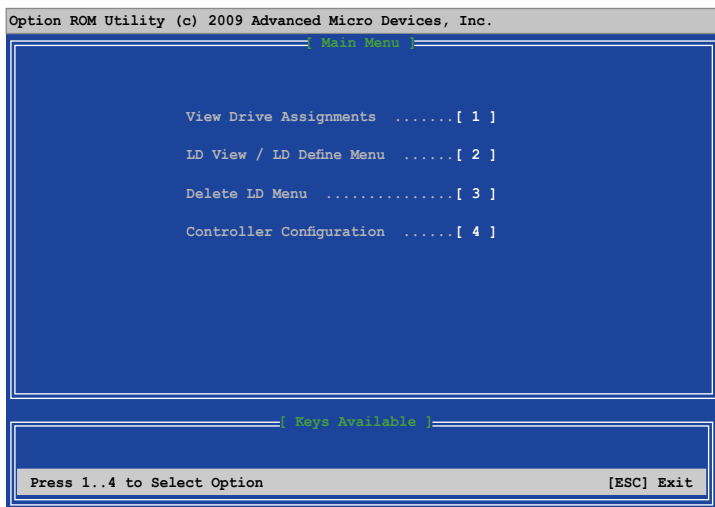 Option ROM Utility (c) 2009 Advanced Micro Devices, Inc.
[ Main Menu ]
View Drive Assignments .......[ 1 ]
LD View / LD Define Menu ......[ 2 ]
Delete LD Menu ...............[ 3 ]
Controller Configuration ......[ 4 ]
[ Keys Available ]
Press 1..4 to Select Option [ESC] Exit